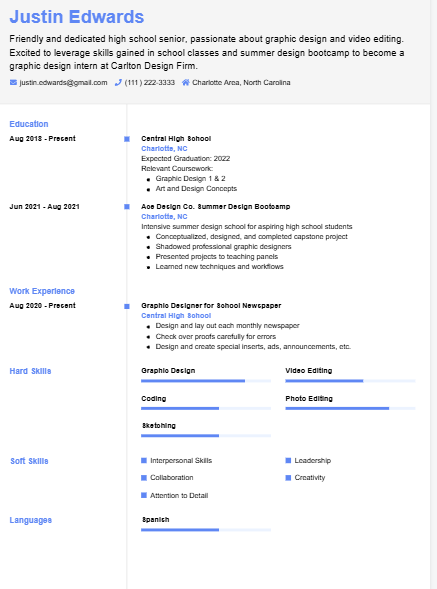 Justin Edwards
Friendly and dedicated high school senior, passionate about graphic design and video editing.
Excited to leverage skills gained in school classes and summer design bootcamp to become a
graphic design intern at Carlton Design Firm.
justin.edwards@gmail.com (111) 222-3333 Charlotte Area, North Carolina
Education
Aug 2018 - Present Central High School
Charlotte, NC
Expected Graduation: 2022
Relevant Coursework:
• Graphic Design 1 & 2
• Art and Design Concepts
Jun 2021 - Aug 2021 Ace Design Co. Summer Design Bootcamp
Charlotte, NC
Intensive summer design school for aspiring high school students
• Conceptualized, designed, and completed capstone project
• Shadowed professional graphic designers
• Presented projects to teaching panels
• Learned new techniques and workflows
Work Experience
Aug 2020 - Present Graphic Designer for School Newspaper
Central High School
• Design and lay out each monthly newspaper
• Check over proofs carefully for errors
• Design and create special inserts, ads, announcements, etc.
Hard Skills Graphic Design Video Editing
Coding Photo Editing
Sketching
Soft Skills Interpersonal Skills Leadership
Collaboration Creativity
Attention to Detail
Languages Spanish